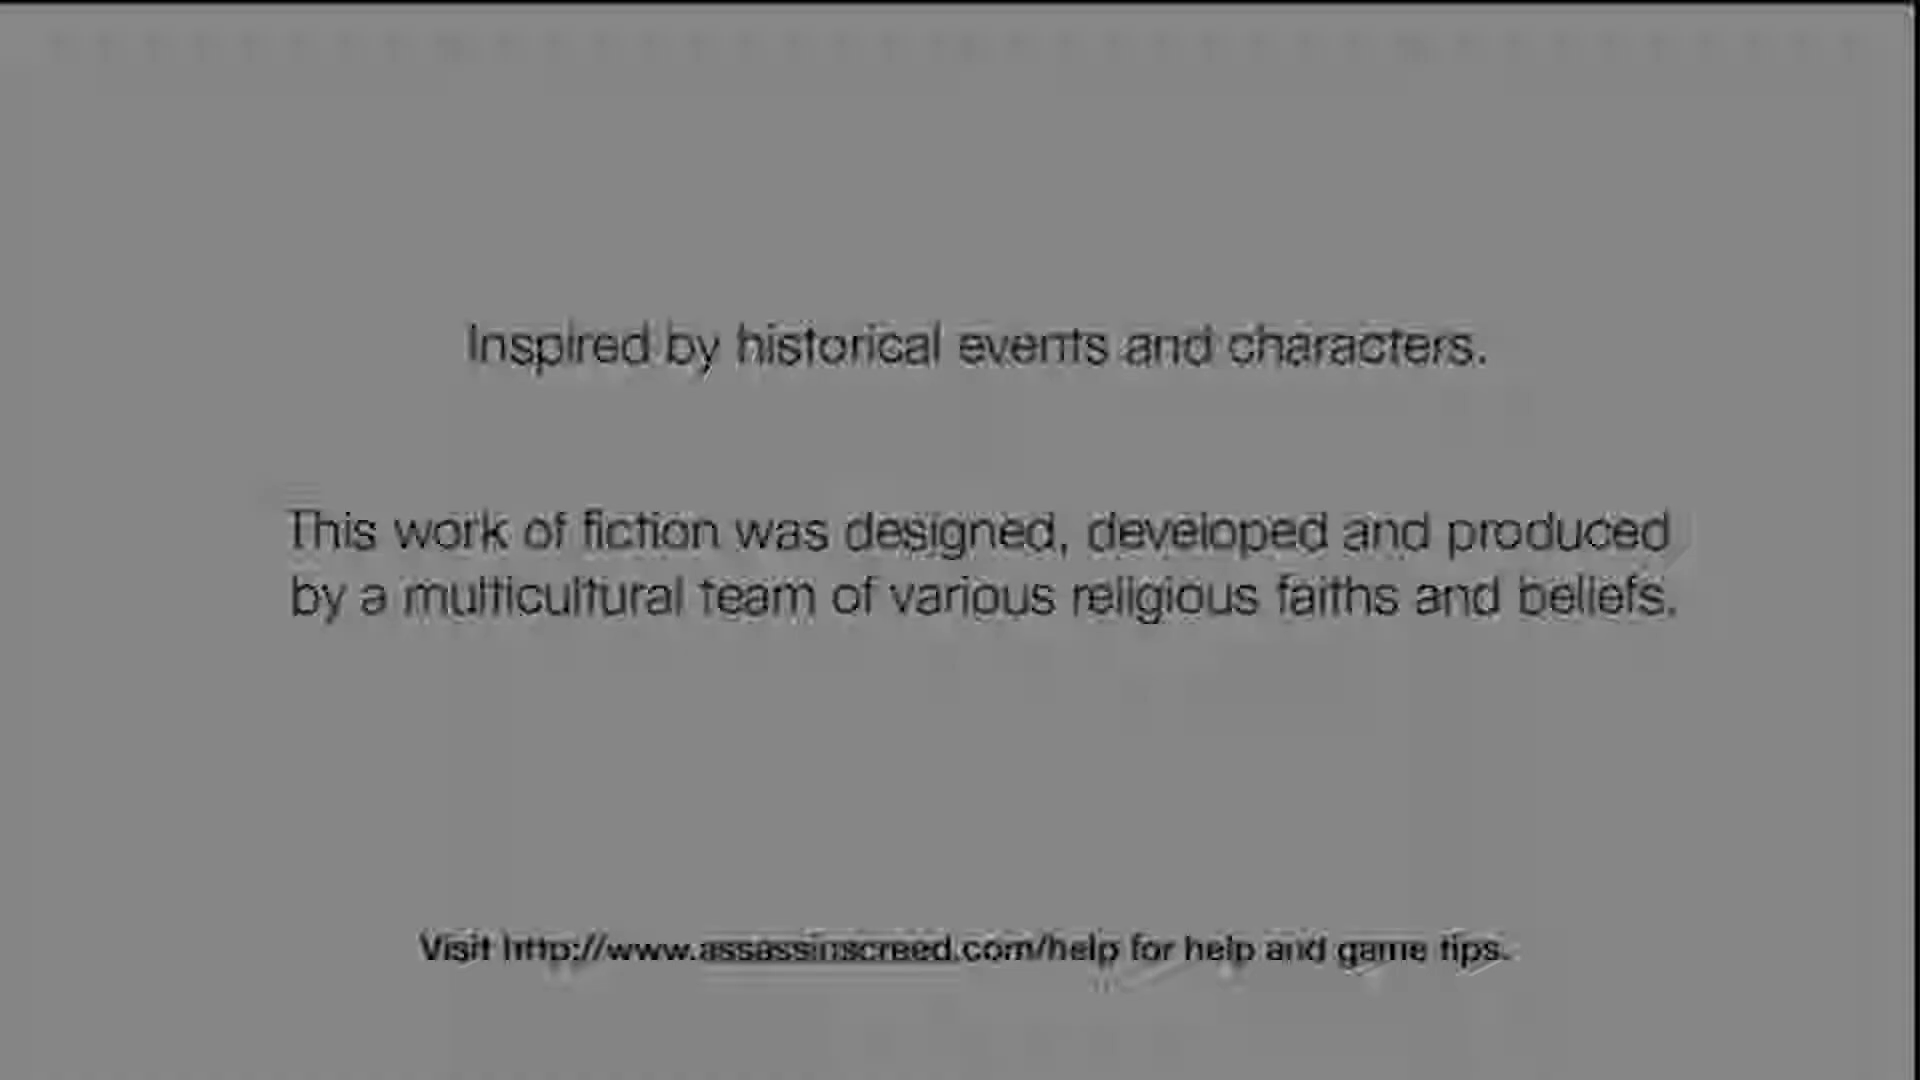 Inspired by historical events and characters.
This work of fiction was designed, developed and produced
by a multicultural team of various religious faiths and beliefs.
Visit http://www.assassinscreed.com/help for help and game tips.